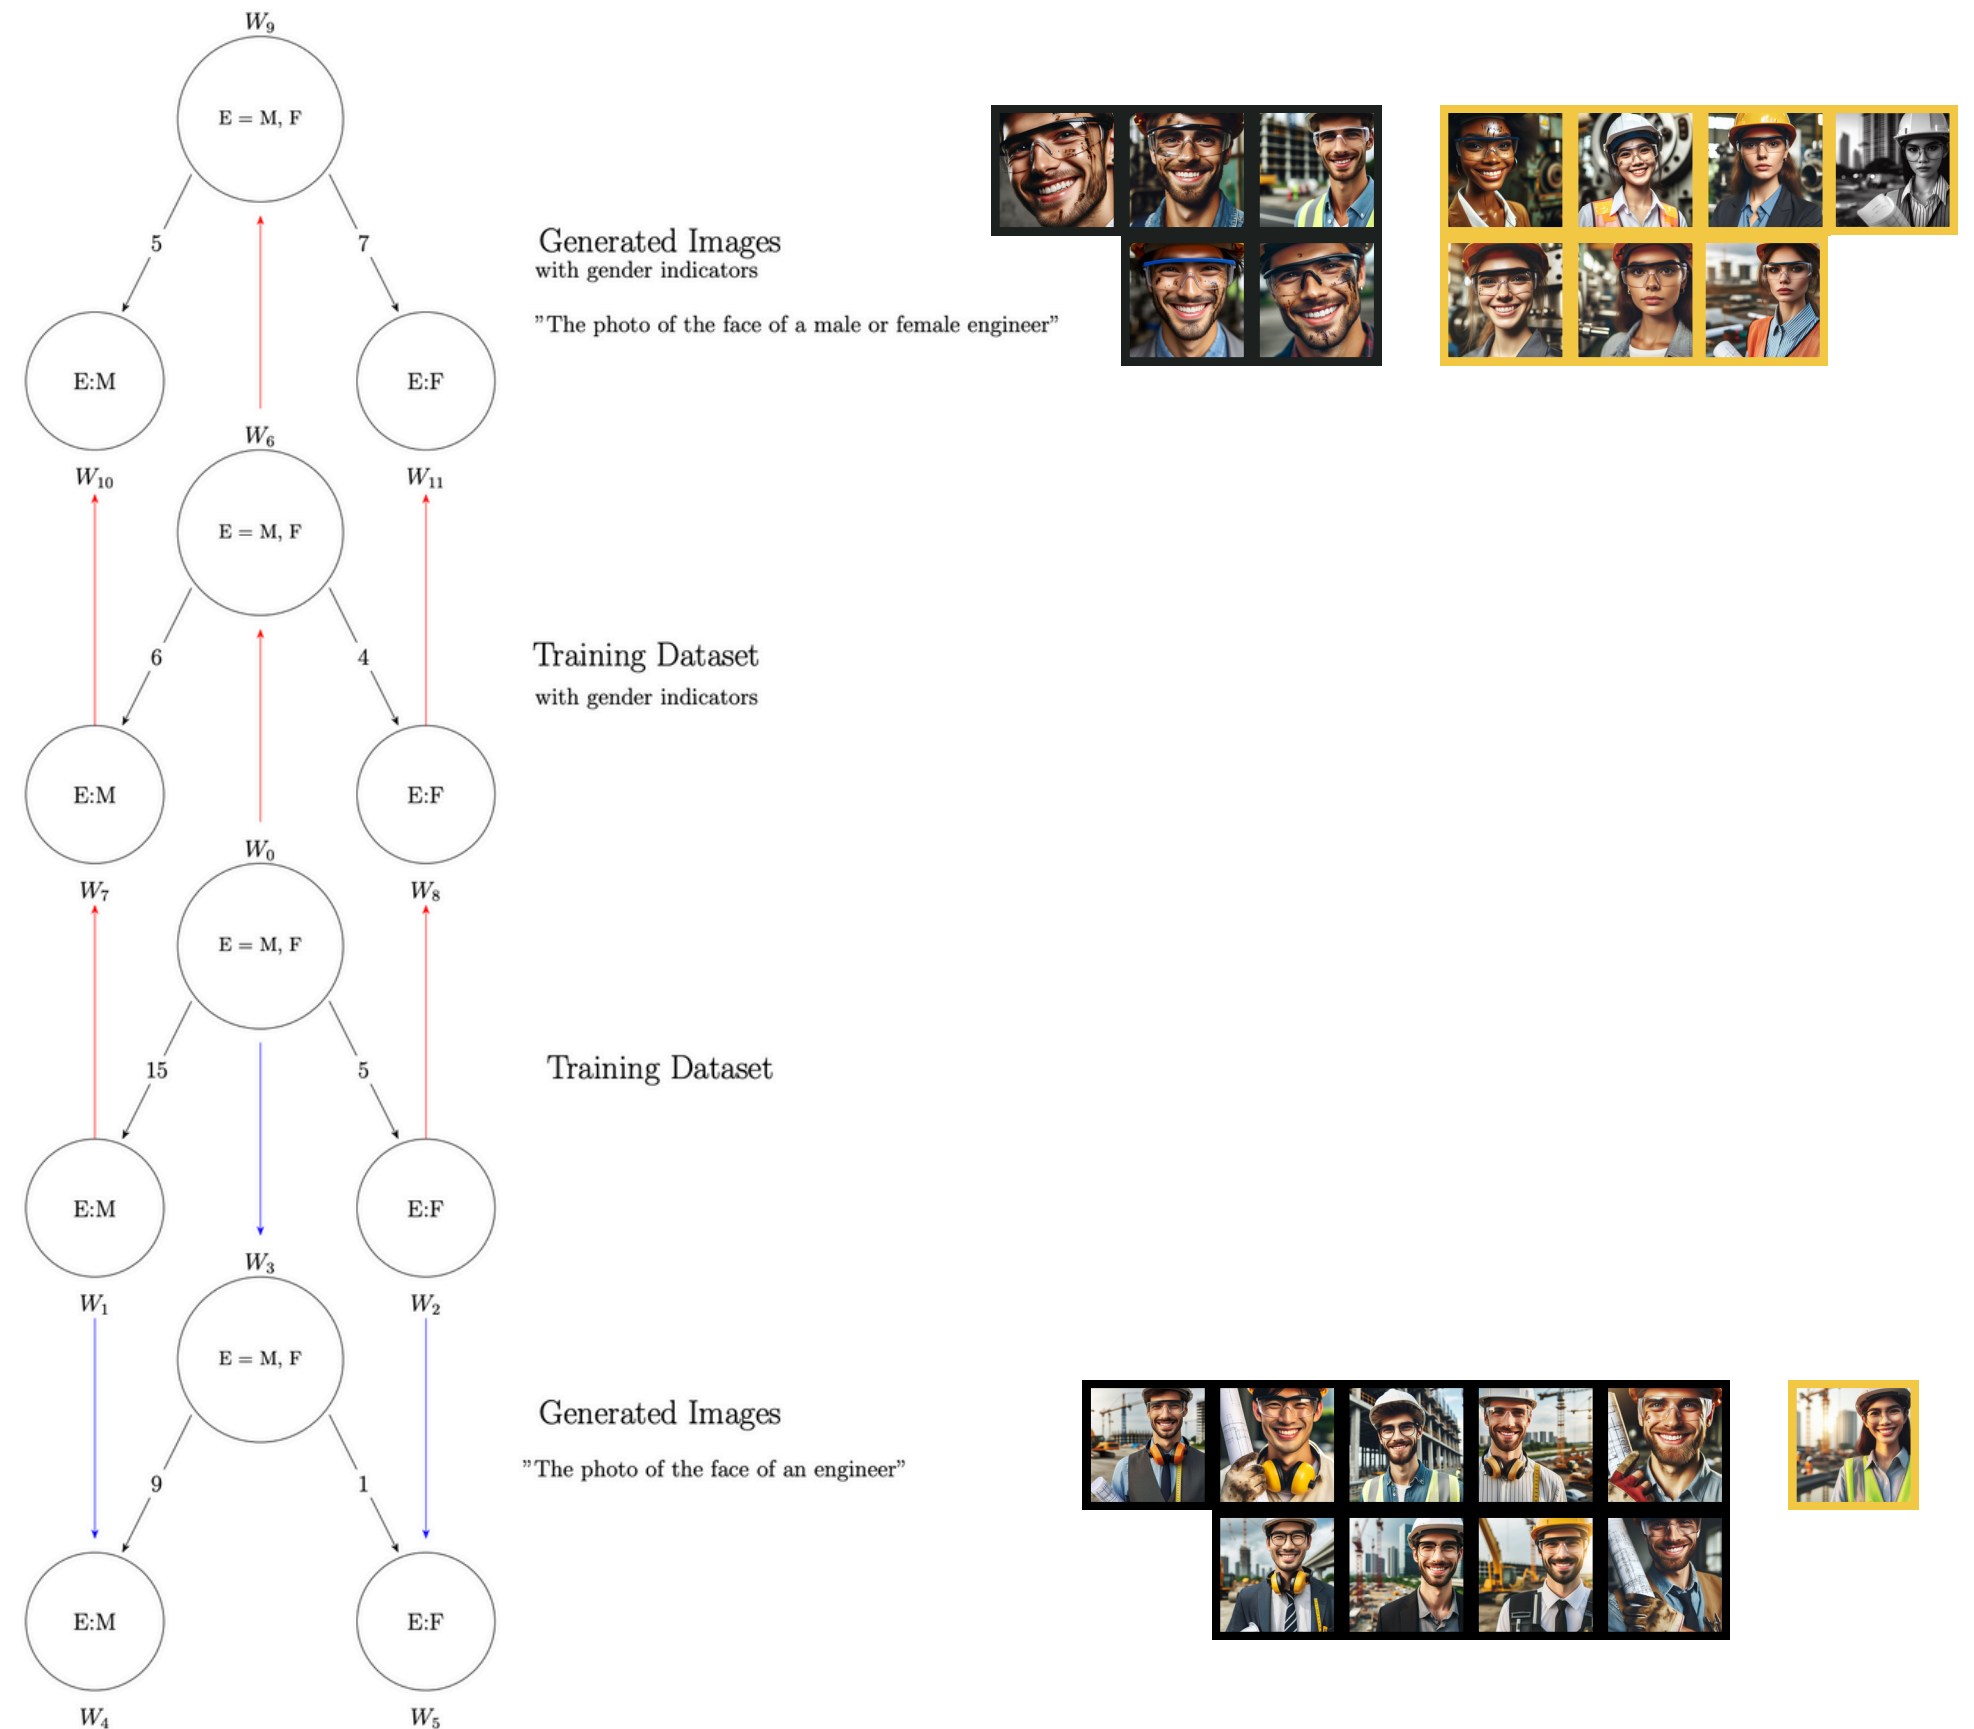 W₉
E = M, F
5
7
Generated Images
with gender indicators
"The photo of the face of a male or female engineer"
E:M
E:F
W₆
W₁₀
W₁₁
E = M, F
6
4
Training Dataset
with gender indicators
E:M
E:F
W₀
W₇
W₈
E = M, F
15
5
Training Dataset
E:M
E:F
W₃
W₁
W₂
E = M, F
Generated Images
"The photo of the face of an engineer"
9
1
E:M
E:F
W₄
W₅